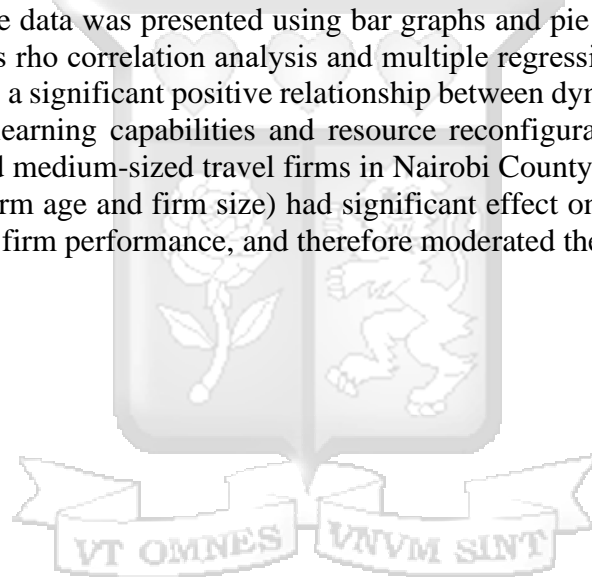 e data was presented using bar graphs and pie
s rho correlation analysis and multiple regressi
a significant positive relationship between dyn
earning capabilities and resource reconfigura
d medium-sized travel firms in Nairobi County
rm age and firm size) had significant effect on
firm performance, and therefore moderated the
VT OMNES VNVM SINT